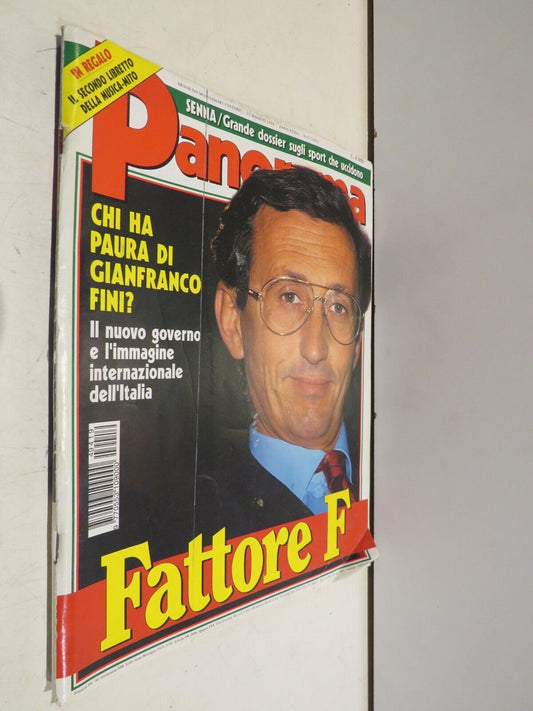 IN REGALO
IL SECONDO LIBRETTO
DELLA MUSICA-MITO
SENNA/Grande dossier sugli sport che uccidono
Panorama
CHI HA
PAURA DI
GIANFRANCO
FINI?
Il nuovo governo
e l'immagine
internazionale
dell'Italia
Fattore F